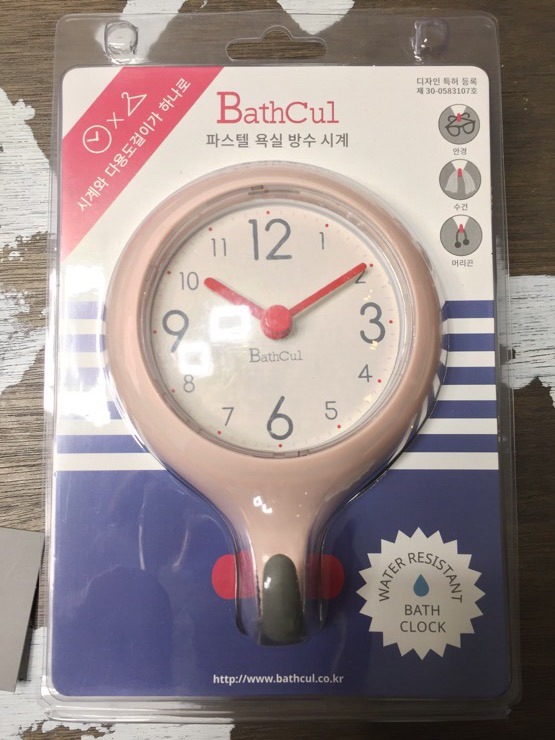 시계와 다용도걸이가 하나로
디자인 특허 등록
제 30-0583107호
BathCul
파스텔 욕실 방수 시계
안경
수건
머리끈
12
1
2
3
4
5
6
7
8
9
10
11
BathCul
WATER RESISTANT
BATH
CLOCK
http://www.bathcul.co.kr